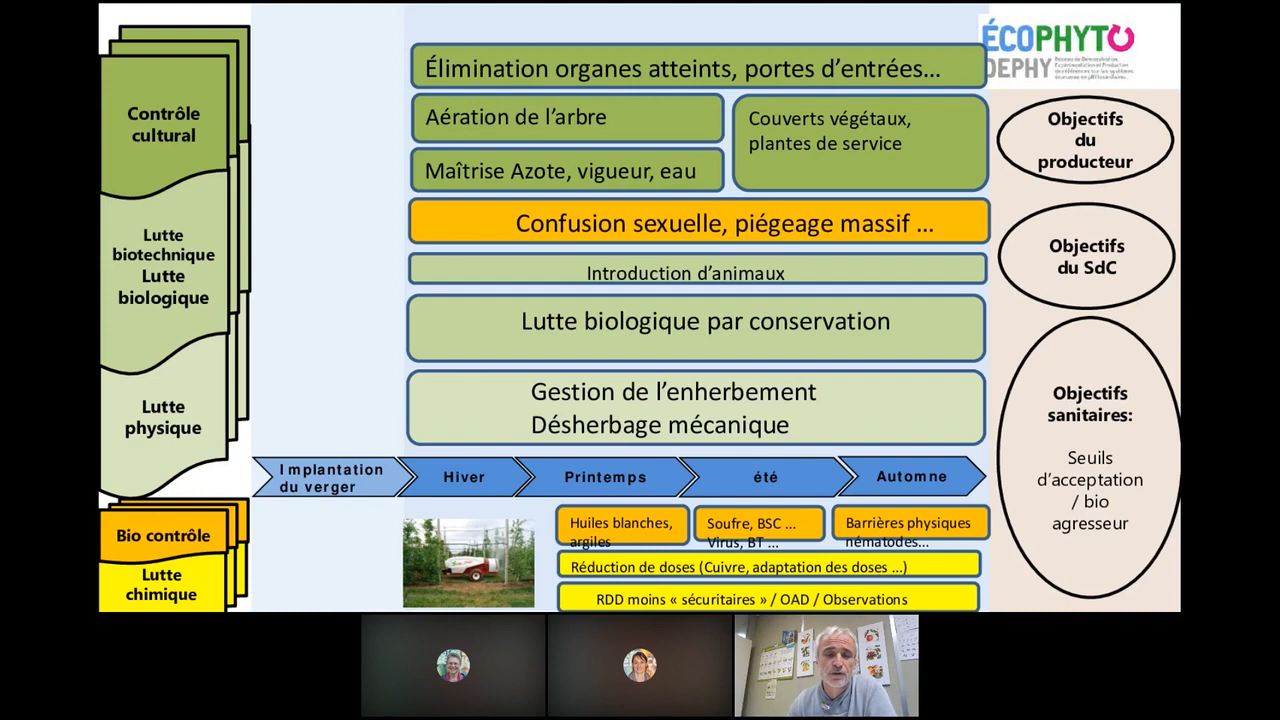 Contrôle
cultural
Lutte
biotechnique
Lutte
biologique
Lutte
physique
Bio contrôle
Lutte
chimique
Élimination organes atteints, portes d’entrées…
Aération de l’arbre
Maîtrise Azote, vigueur, eau
Couverts végétaux,
plantes de service
Confusion sexuelle, piégeage massif …
Introduction d’animaux
Lutte biologique par conservation
Gestion de l’enherbement
Désherbage mécanique
Implantation
du verger
Hiver
Printemps
été
Automne
Huiles blanches,
argiles
Soufre, BSC …
Virus, BT …
Barrières physiques
nématodes…
Réduction de doses (Cuivre, adaptation des doses …)
RDD moins « sécuritaires » / OAD / Observations
ÉCOPHYTO
DEPHY
Objectifs
du
producteur
Objectifs
du SdC
Objectifs
sanitaires:
Seuils
d’acceptation
/ bio
agresseur